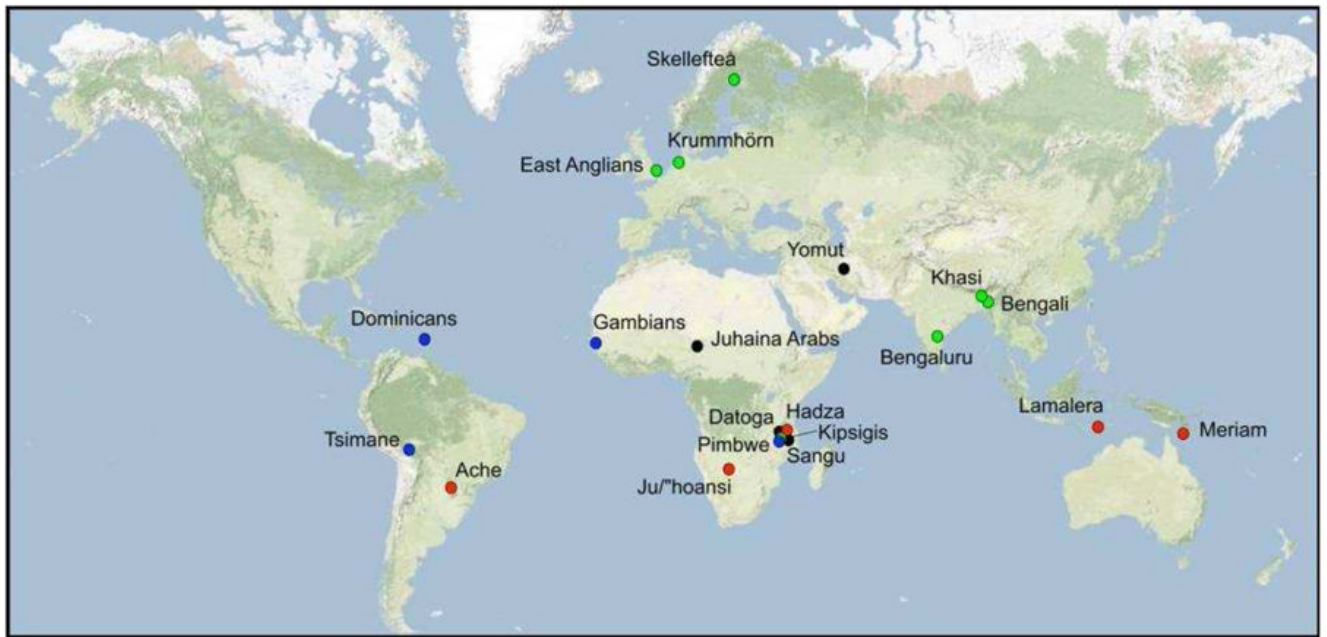 Skellefteå
Krummhörn
East Anglians
Yomut
Khasi
Bengali
Dominicans
Gambians
Juhaina Arabs
Bengaluru
Lamalera
Datoga
Hadza
Meriam
Tsimane
Pimbwe
Kipsigis
Sangu
Ache
Ju/"hoansi